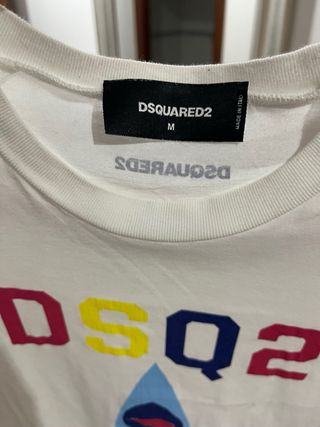 DSQUARED2
M
MADE IN ITALY
DSQUARED2
DSQ2